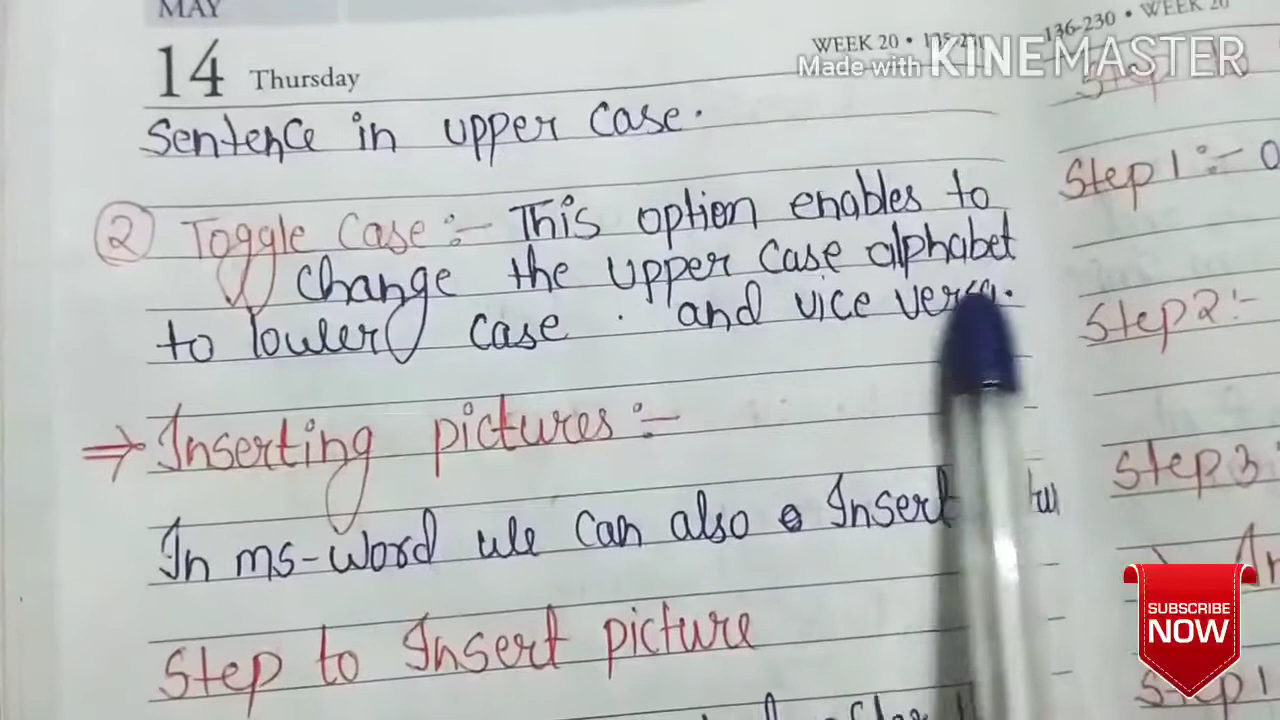 MAY
14 Thursday
WEEK 20 •
Made with KINEMASTER
Sentence in upper case.
② Toggle Case :- This option enables to
change the upper case alphabet
to lower case . and vice versa.
⇒ Inserting pictures :-
In ms-word we can also Insert
Step to Insert picture
136-230 • WEEK 20
Step 1 :-
Step 2 :-
Step 3
SUBSCRIBE
NOW
Step 1